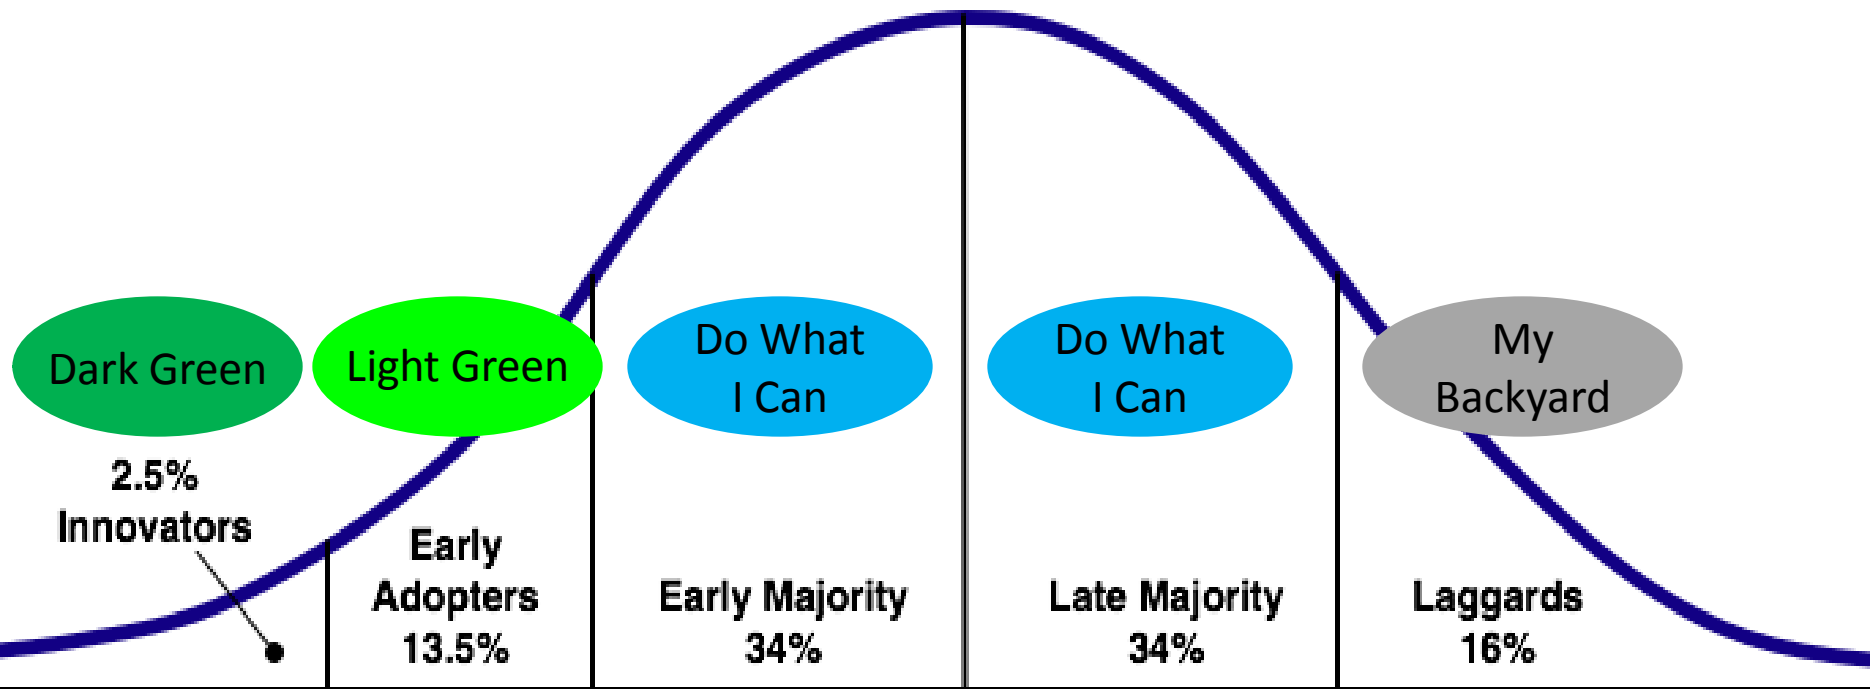 Dark Green
Light Green
Do What
I Can
Do What
I Can
My
Backyard
2.5%
Innovators
Early
Adopters
13.5%
Early Majority
34%
Late Majority
34%
Laggards
16%